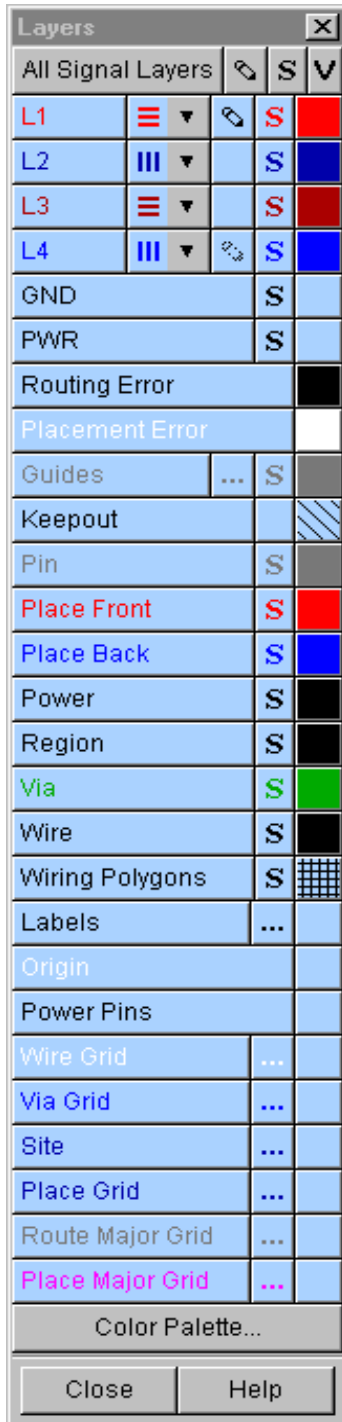 Layers
All Signal Layers S V
L1 S
L2 S
L3 S
L4 S
GND S
PWR S
Routing Error
Placement Error
Guides ... S
Keepout
Pin S
Place Front S
Place Back S
Power S
Region S
Via S
Wire S
Wiring Polygons S
Labels ...
Origin
Power Pins
Wire Grid ...
Via Grid ...
Site ...
Place Grid ...
Route Major Grid ...
Place Major Grid ...
Color Palette...
Close Help